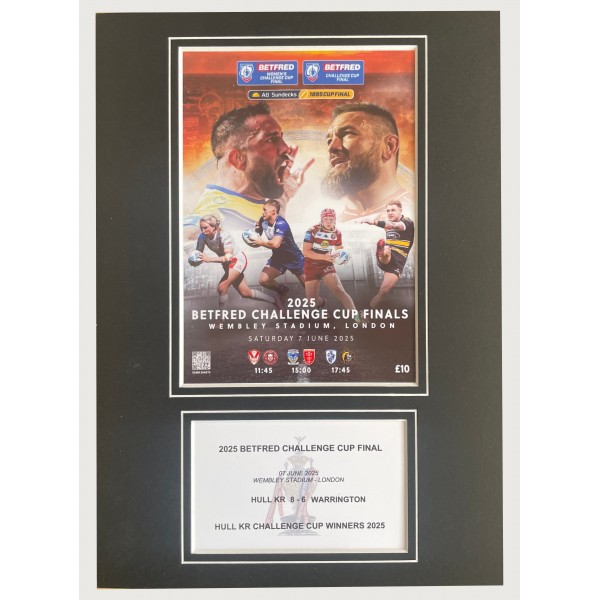 BETFRED
WOMEN'S
CHALLENGE CUP
FINAL
BETFRED
CHALLENGE CUP
FINAL
AB Sundecks
1895 CUP FINAL
2025
BETFRED CHALLENGE CUP FINALS
WEMBLEY STADIUM, LONDON
SATURDAY 7 JUNE 2025
11:45 15:00 17:45
£10
2025 BETFRED CHALLENGE CUP FINAL
07 JUNE 2025
WEMBLEY STADIUM - LONDON
HULL KR 8 - 6 WARRINGTON
HULL KR CHALLENGE CUP WINNERS 2025